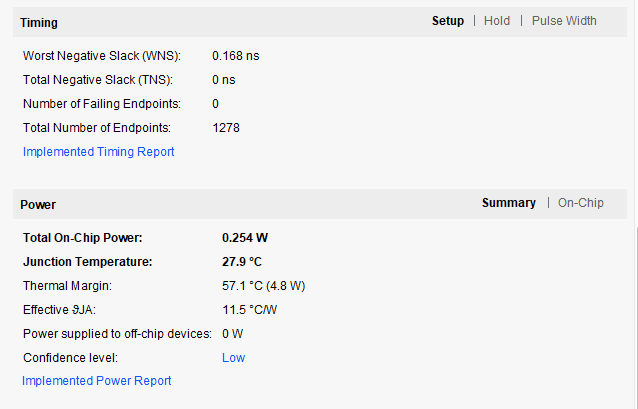 Timing Setup | Hold | Pulse Width
Worst Negative Slack (WNS): 0.168 ns
Total Negative Slack (TNS): 0 ns
Number of Failing Endpoints: 0
Total Number of Endpoints: 1278
Implemented Timing Report
Power Summary | On-Chip
Total On-Chip Power: 0.254 W
Junction Temperature: 27.9 °C
Thermal Margin: 57.1 °C (4.8 W)
Effective ϑJA: 11.5 °C/W
Power supplied to off-chip devices: 0 W
Confidence level: Low
Implemented Power Report